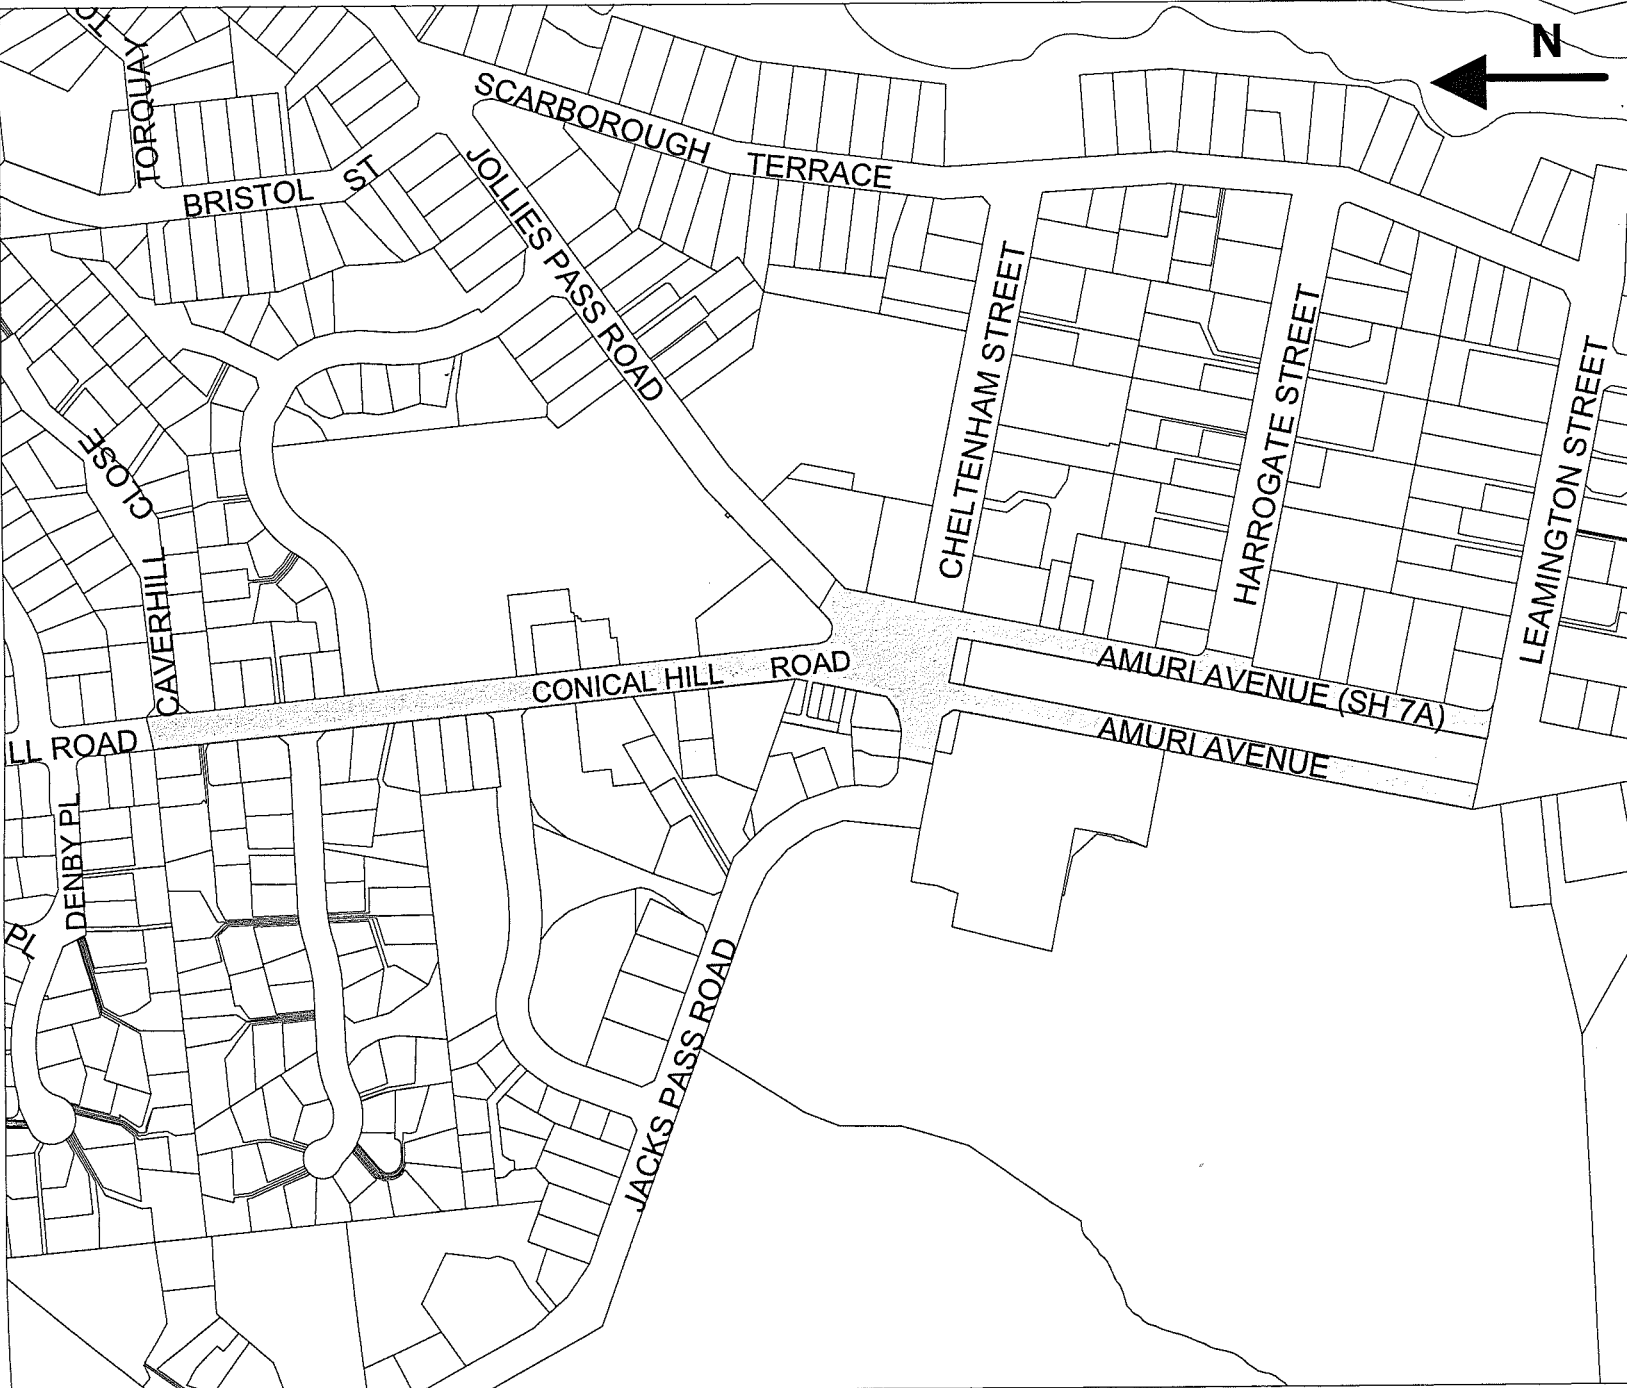 TO
N
TORQUAY
SCARBOROUGH TERRACE
BRISTOL ST
JOLLIES PASS ROAD
CHELTENHAM STREET
HARROGATE STREET
LEAMINGTON STREET
CLOSE
CAVERHILL
CONICAL HILL ROAD
AMURI AVENUE (SH 7A)
AMURI AVENUE
LL ROAD
DENBY PL
PL
JACKS PASS ROAD